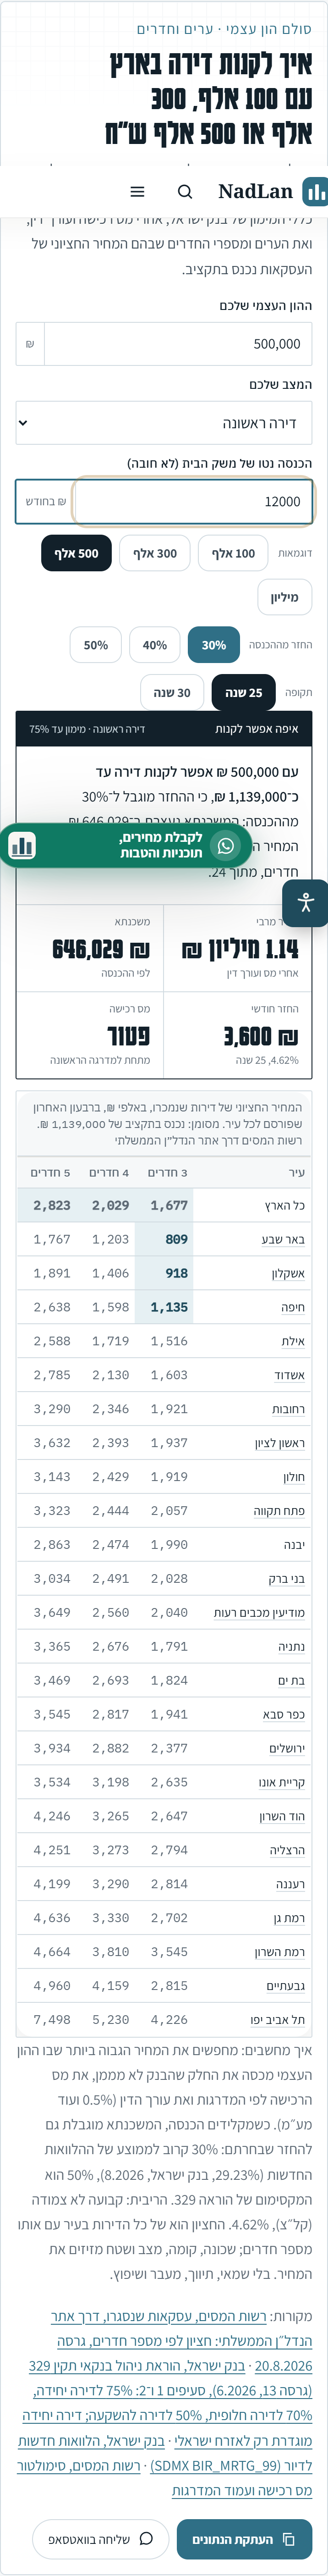 סולם הון עצמי · ערים וחדרים
איך לקנות דירה בארץ
עם 100 אלף, 300
אלף או 500 אלף ש״ח
NadLan
כללי המימון של בנק ישראל, אחרי מס רכישה ועורך דין,
ואת הערים ומספרי החדרים שבהם המחיר החציוני של
העסקאות נכנס בתקציב.
ההון העצמי שלכם
500,000 ₪
המצב שלכם
דירה ראשונה
הכנסה נטו של משק הבית (לא חובה)
12000 ₪ בחודש
דוגמאות 100 אלף 300 אלף 500 אלף
מיליון
החזר מההכנסה 30% 40% 50%
תקופה 25 שנה 30 שנה
איפה אפשר לקנות דירה ראשונה · מימון עד 75%
עם 500,000 ₪ אפשר לקנות דירה עד
כ־1,139,000 ₪, כי ההחזר מוגבל ל־30%
מההכנסה: המשכנתא נעצרת ב־646,029 ₪.
המחיר
לקבלת מחירים,
תוכניות והטבות
חדרים, מתוך 24.
מרבי
1.14 מיליון ₪
אחרי מס ועורך דין
משכנתא
646,029 ₪
לפי ההכנסה
החזר חודשי
3,600 ₪
4.62%, 25 שנה
מס רכישה
פטור
מתחת למדרגה הראשונה
המחיר החציוני של דירות שנמכרו, באלפי ₪, ברבעון האחרון
שפורסם לכל עיר. מסומן: נכנס בתקציב של 1,139,000 ₪.
רשות המסים דרך אתר הנדל״ן הממשלתי
עיר 3 חדרים 4 חדרים 5 חדרים
כל הארץ 1,677 2,029 2,823
באר שבע 809 1,203 1,767
אשקלון 918 1,406 1,891
חיפה 1,135 1,598 2,638
אילת 1,516 1,719 2,588
אשדוד 1,603 2,130 2,785
רחובות 1,921 2,346 3,290
ראשון לציון 1,937 2,393 3,632
חולון 1,919 2,429 3,143
פתח תקווה 2,057 2,444 3,323
יבנה 1,990 2,474 2,863
בני ברק 2,028 2,491 3,034
מודיעין מכבים רעות 2,040 2,560 3,649
נתניה 1,791 2,676 3,365
בת ים 1,824 2,693 3,469
כפר סבא 1,941 2,817 3,545
ירושלים 2,377 2,882 3,934
קריית אונו 2,635 3,198 3,534
הוד השרון 2,647 3,265 4,246
הרצליה 2,794 3,273 4,251
רעננה 2,814 3,290 4,199
רמת גן 2,702 3,330 4,636
רמת השרון 3,545 3,810 4,664
גבעתיים 2,815 4,159 4,960
תל אביב יפו 4,226 5,230 7,498
איך מחשבים: מחפשים את המחיר הגבוה ביותר שבו ההון
העצמי מכסה את החלק שהבנק לא מממן, את מס
הרכישה לפי המדרגות ואת עורך הדין (0.5% ועוד
מע״מ). כשמקלידים הכנסה, המשכנתא מוגבלת גם
להחזר שבחרתם: 30% קרוב לממוצע של ההלוואות
החדשות (29.23%, בנק ישראל, 8.2026), 50% הוא
המקסימום של הוראה 329. הריבית: קבועה לא צמודה
(קל״צ), 4.62%. החציון הוא של כל הדירות בעיר עם אותו
מספר חדרים; שכונה, קומה, מצב ושטח מזיזים את
המחיר. בלי שמאי, תיווך, מעבר ושיפוץ.
מקורות: רשות המסים, עסקאות שנסגרו, דרך אתר
הנדל״ן הממשלתי: חציון לפי מספר חדרים, גרסה
20.8.2026 · בנק ישראל, הוראת ניהול בנקאי תקין 329
(גרסה 13, 6.2026), סעיפים 1 ו־2: 75% לדירה יחידה,
70% לדירה חלופית, 50% לדירה להשקעה; דירה יחידה
מוגדרת רק לאזרח ישראלי · בנק ישראל, הלוואות חדשות
לדיור (SDMX BIR_MRTG_99) · רשות המסים, סימולטור
מס רכישה ועמוד המדרגות
העתקת הנתונים
שליחה בוואטסאפ